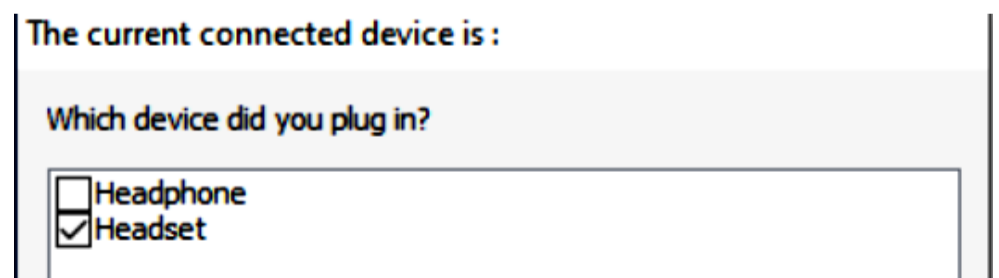 The current connected device is :
Which device did you plug in?
Headphone
Headset